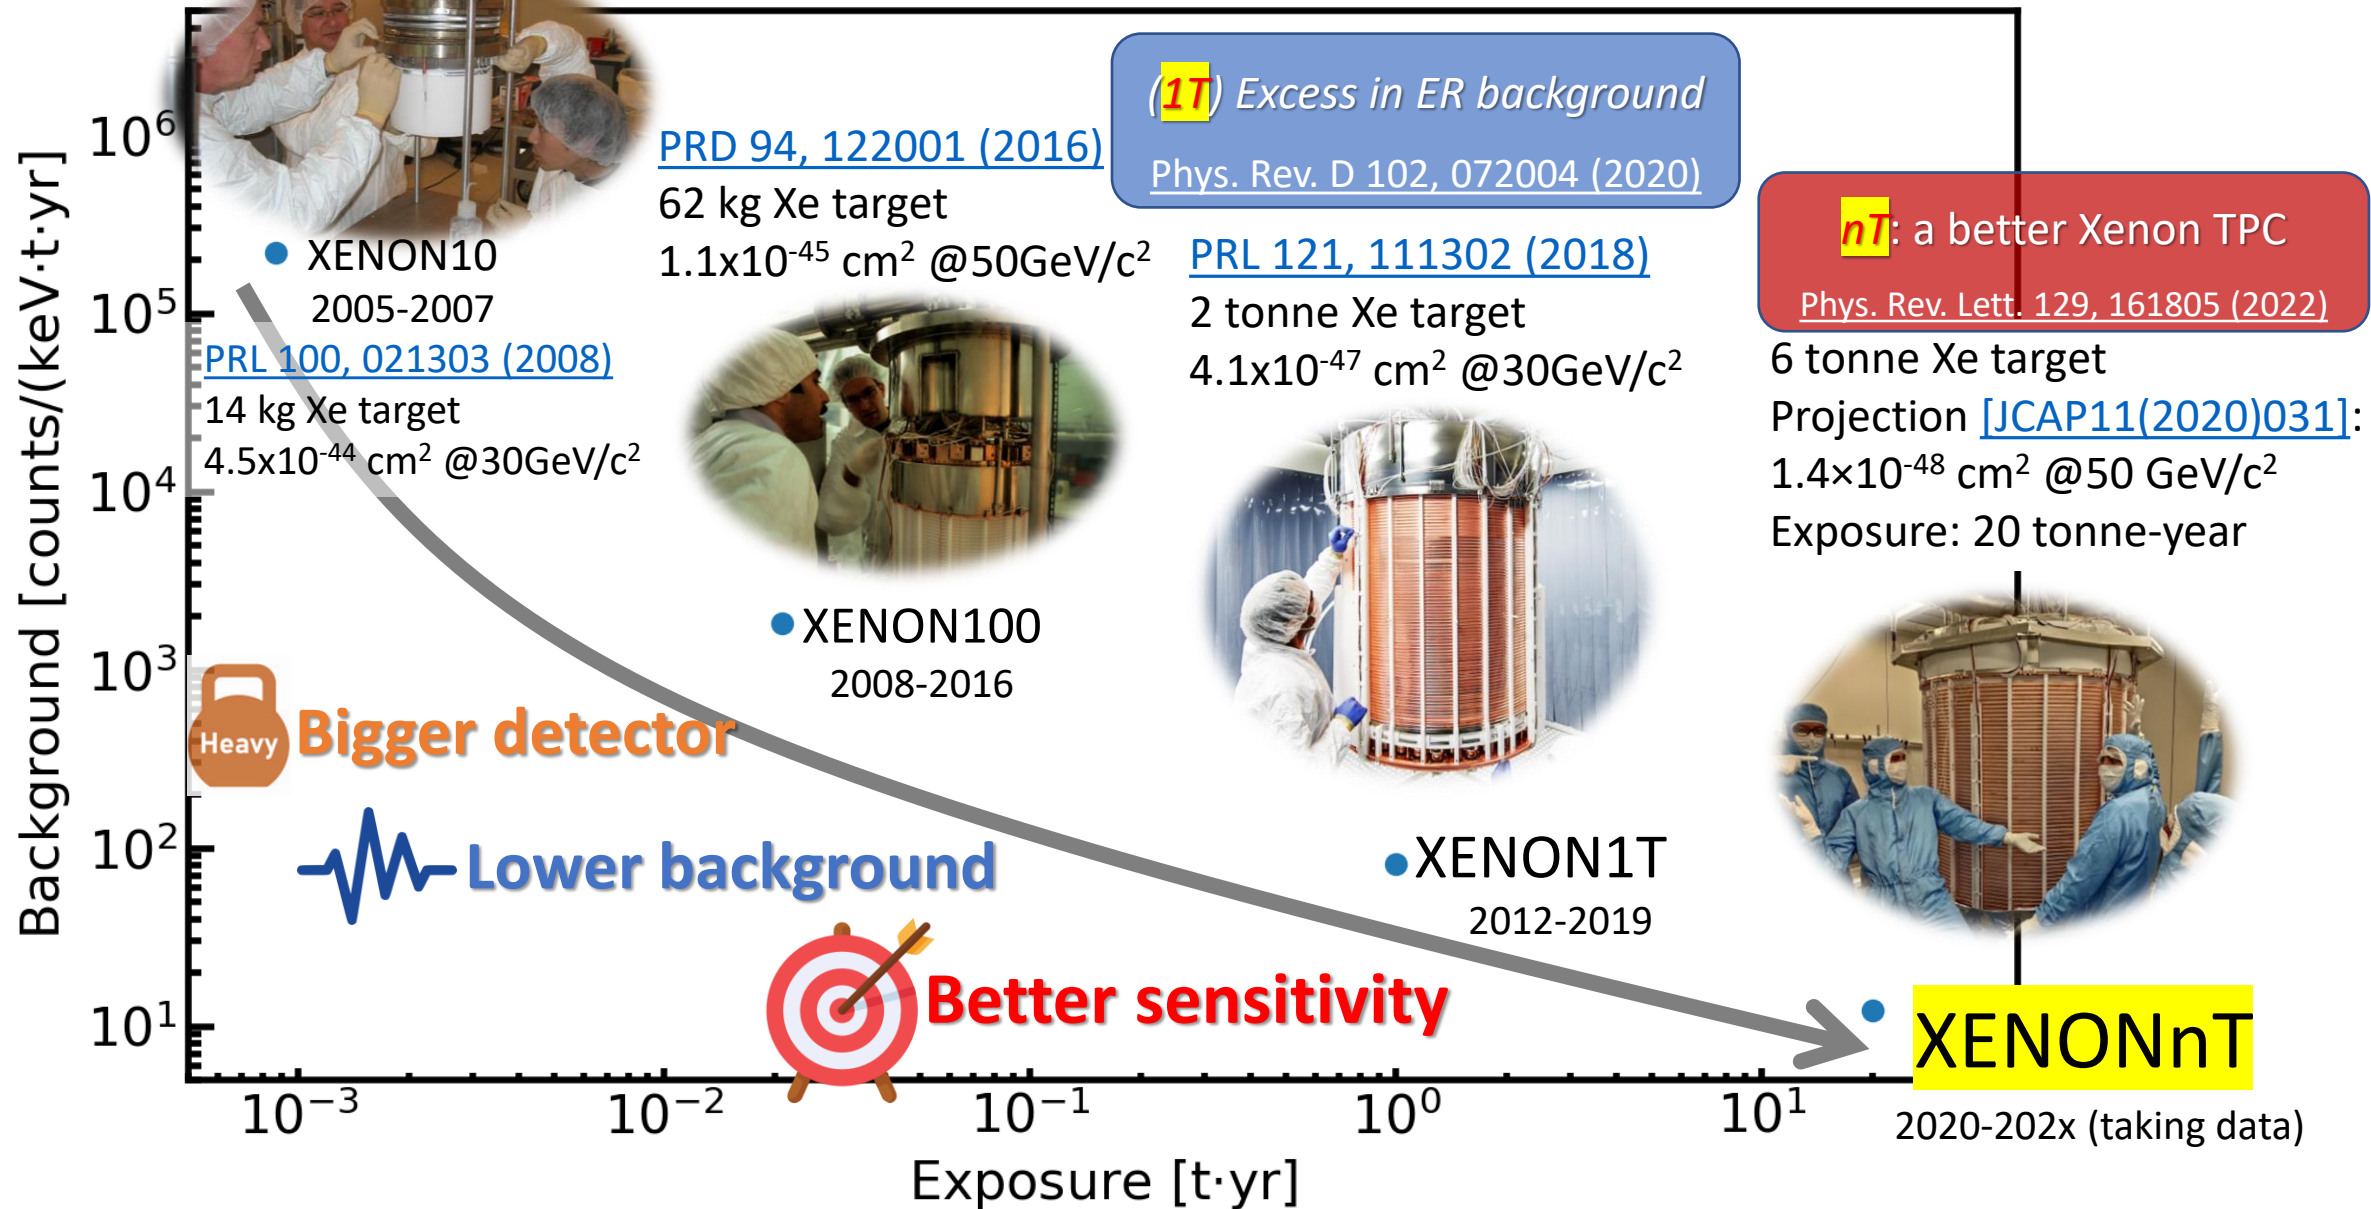 Background [counts/(keV·t·yr)]
10⁶
10⁵
10⁴
10³
10²
10¹
XENON10
2005-2007
PRL 100, 021303 (2008)
14 kg Xe target
4.5x10⁻⁴⁴ cm² @30GeV/c²
PRD 94, 122001 (2016)
62 kg Xe target
1.1x10⁻⁴⁵ cm² @50GeV/c²
XENON100
2008-2016
(1T) Excess in ER background
Phys. Rev. D 102, 072004 (2020)
PRL 121, 111302 (2018)
2 tonne Xe target
4.1x10⁻⁴⁷ cm² @30GeV/c²
XENON1T
2012-2019
nT: a better Xenon TPC
Phys. Rev. Lett. 129, 161805 (2022)
6 tonne Xe target
Projection [JCAP11(2020)031]:
1.4×10⁻⁴⁸ cm² @50 GeV/c²
Exposure: 20 tonne-year
XENONnT
2020-202x (taking data)
Heavy
Bigger detector
Lower background
Better sensitivity
10⁻³
10⁻²
10⁻¹
10⁰
10¹
Exposure [t·yr]